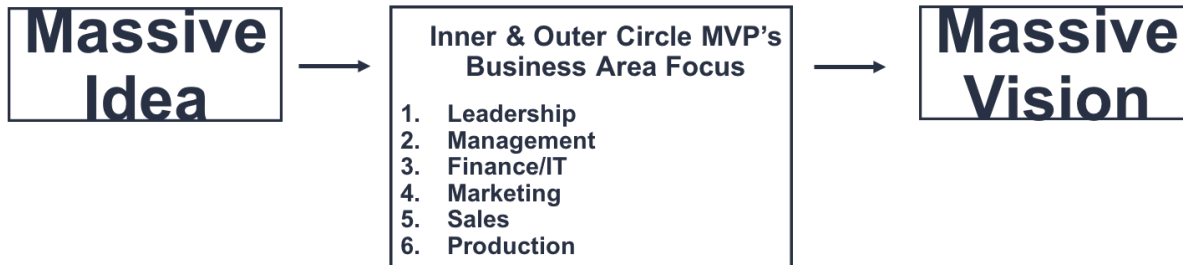 Massive
Idea
Inner & Outer Circle MVP’s
Business Area Focus
1. Leadership
2. Management
3. Finance/IT
4. Marketing
5. Sales
6. Production
Massive
Vision